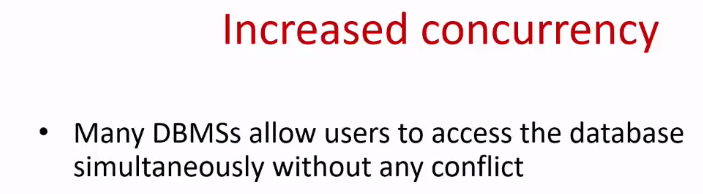 Increased concurrency
• Many DBMSs allow users to access the database
simultaneously without any conflict